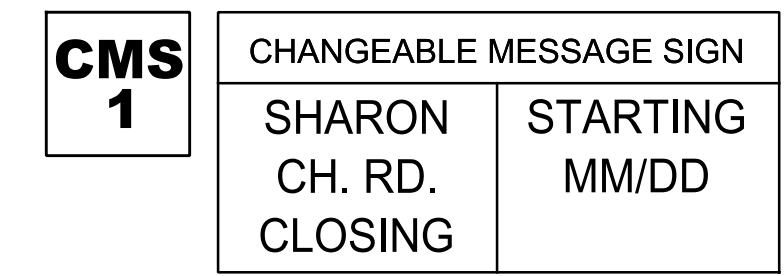 CMS
1
CHANGEABLE MESSAGE SIGN
SHARON
CH. RD.
CLOSING
STARTING
MM/DD